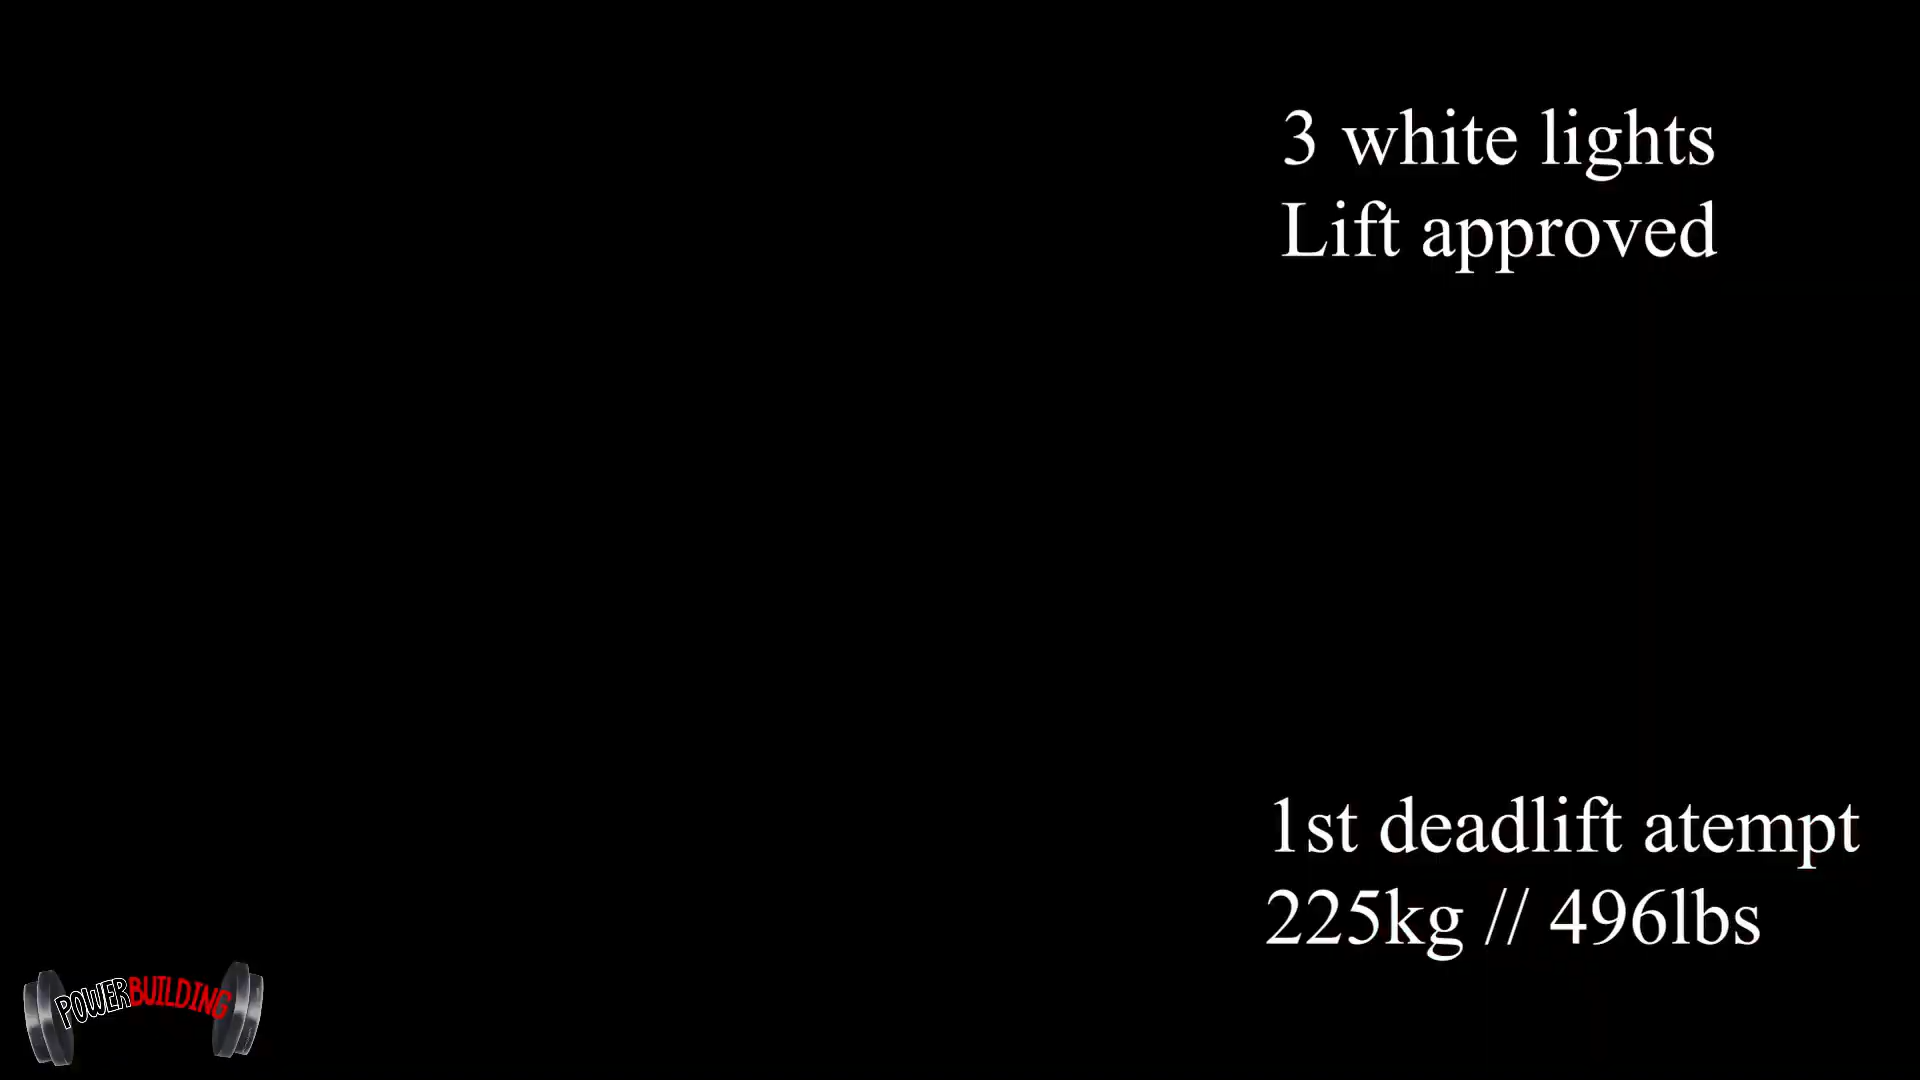 3 white lights
Lift approved
1st deadlift atempt
225kg // 496lbs
POWERBUILDING